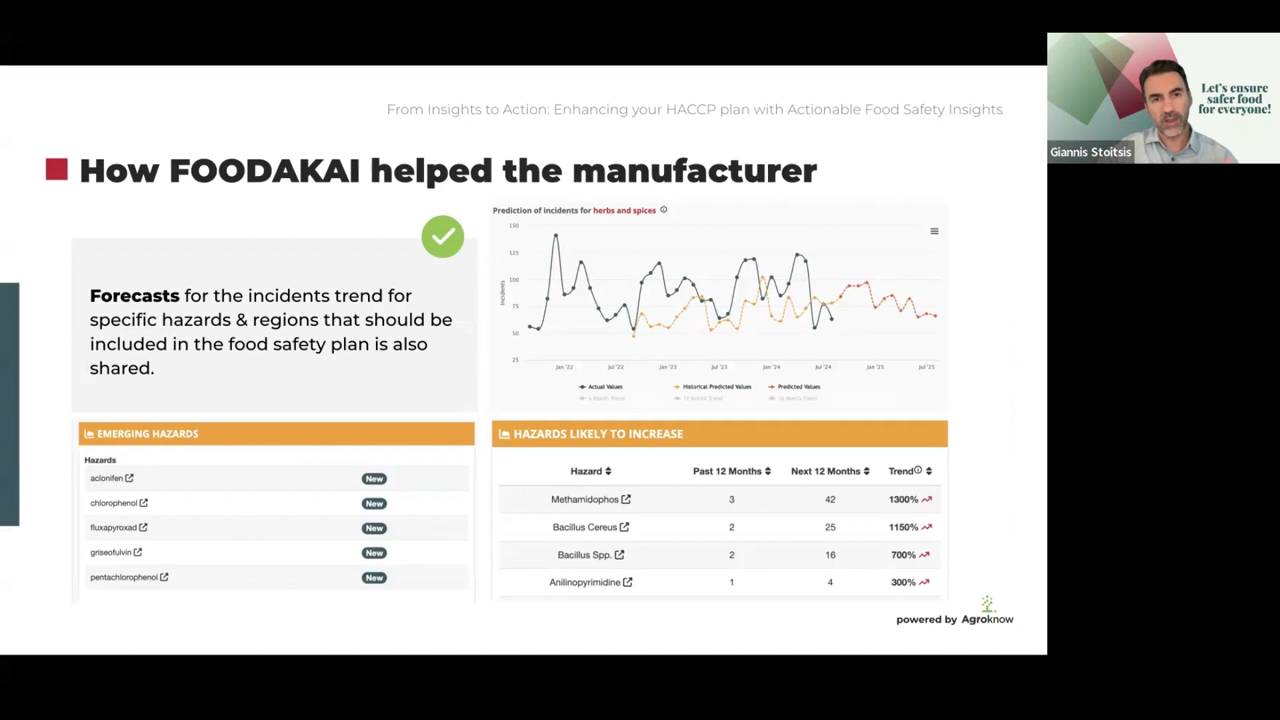 From Insights to Action: Enhancing your HACCP plan with Actionable Food Safety Insights
Let's ensure
safer food
for everyone!
Giannis Stoitsis
How FOODAKAI helped the manufacturer
Forecasts for the incidents trend for
specific hazards & regions that should be
included in the food safety plan is also
shared.
Prediction of incidents for herbs and spices
Incidents
150
125
100
75
50
25
Jan '22 Jul '22 Jan '23 Jul '23 Jan '24 Jul '24 Jan '25 Jul '25
Actual Values Historical Predicted Values Predicted Values
EMERGING HAZARDS
Hazards
aclonifen New
chlorophenol New
fluxapyroxad New
griseofulvin New
pentachlorophenol New
HAZARDS LIKELY TO INCREASE
Hazard Past 12 Months Next 12 Months Trend
Methamidophos 3 42 1300%
Bacillus Cereus 2 25 1150%
Bacillus Spp. 2 16 700%
Anilinopyrimidine 1 4 300%
powered by Agroknow